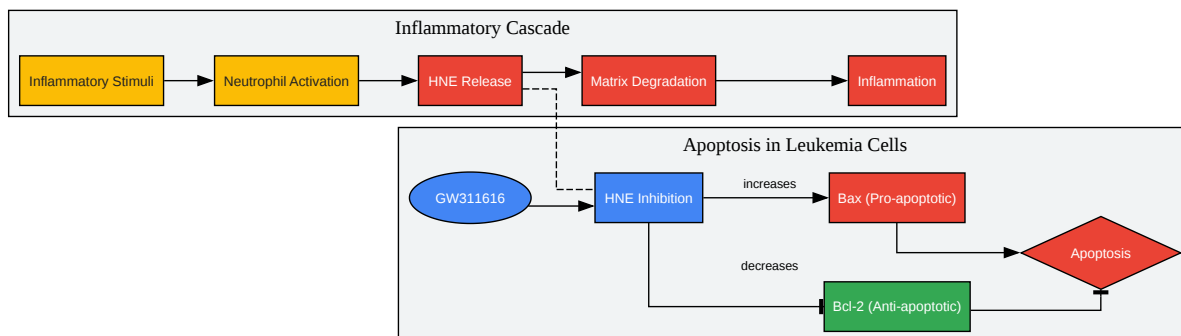 Inflammatory Cascade
Inflammatory Stimuli
Neutrophil Activation
HNE Release
Matrix Degradation
Inflammation
Apoptosis in Leukemia Cells
GW311616
HNE Inhibition
increases
Bax (Pro-apoptotic)
Apoptosis
decreases
Bcl-2 (Anti-apoptotic)